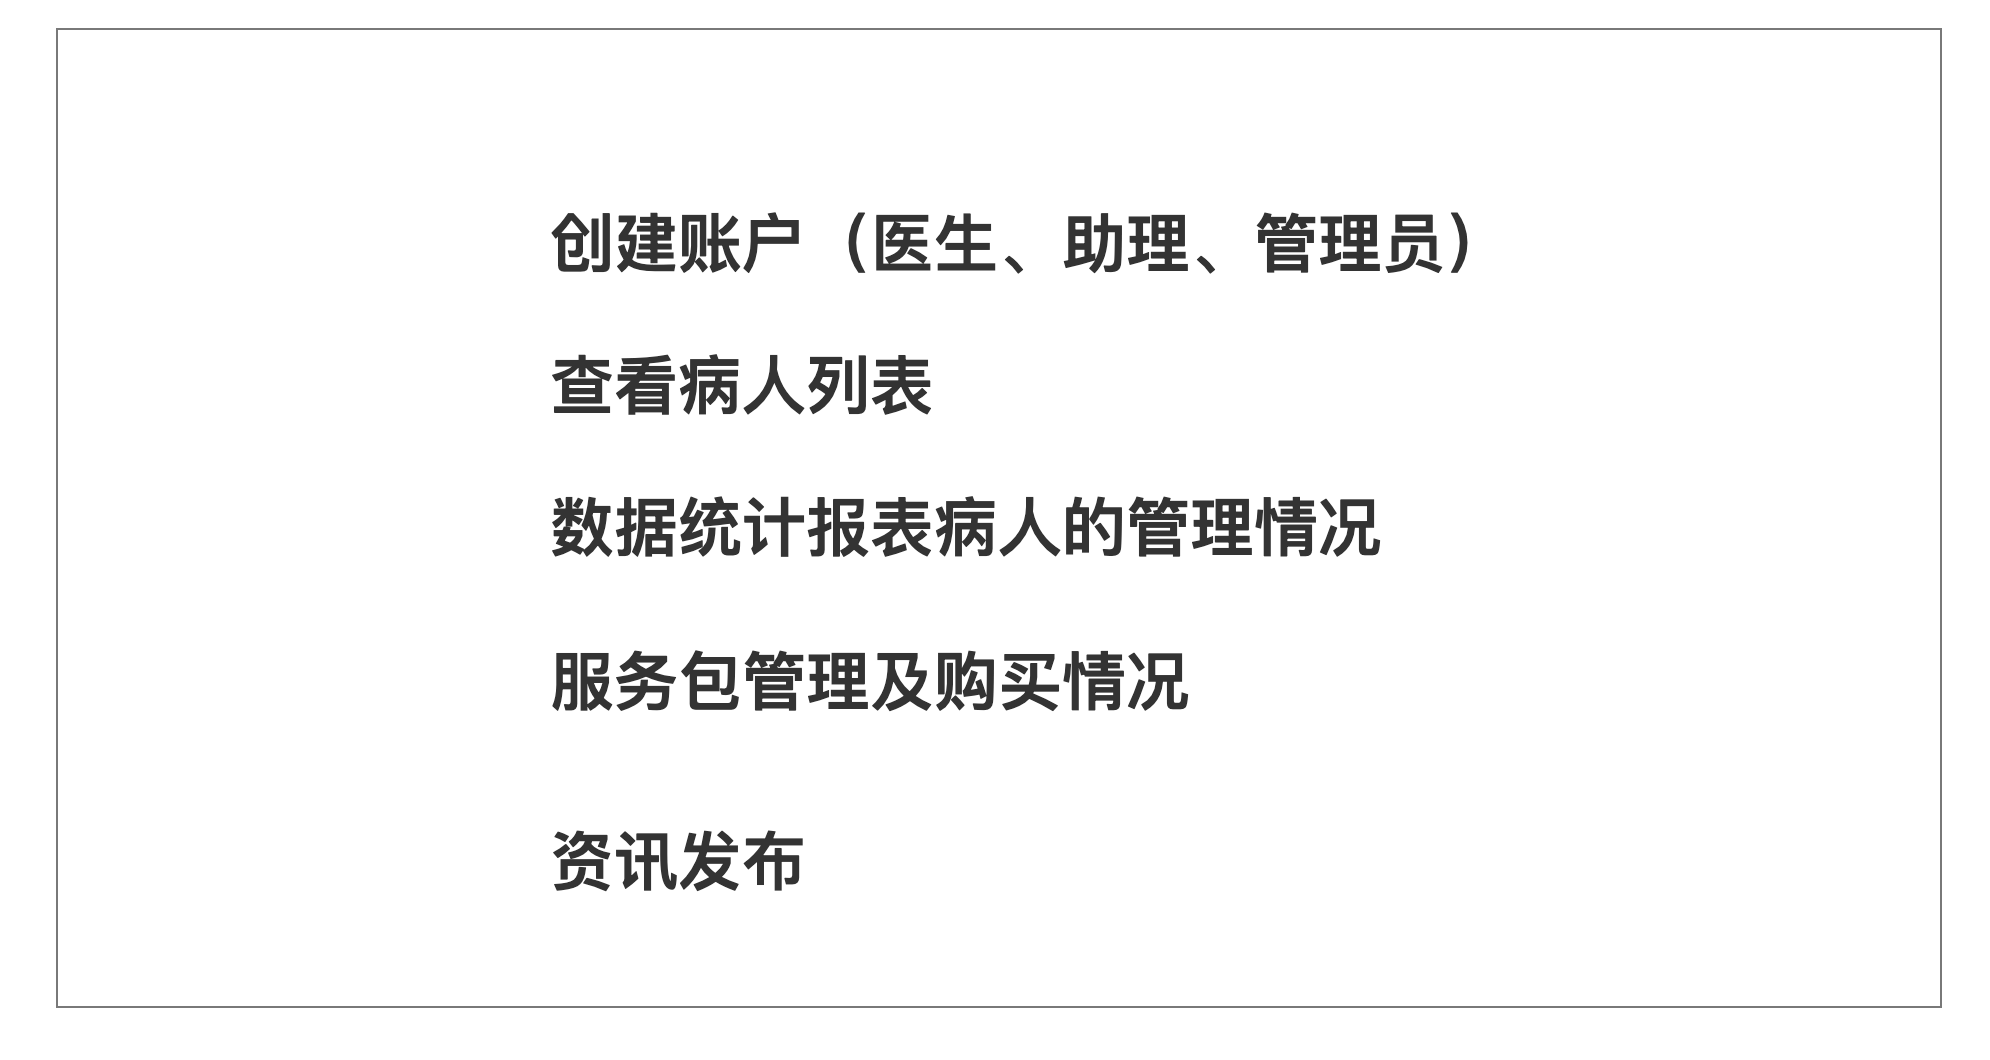 创建账户（医生、助理、管理员）
查看病人列表
数据统计报表病人的管理情况
服务包管理及购买情况
资讯发布